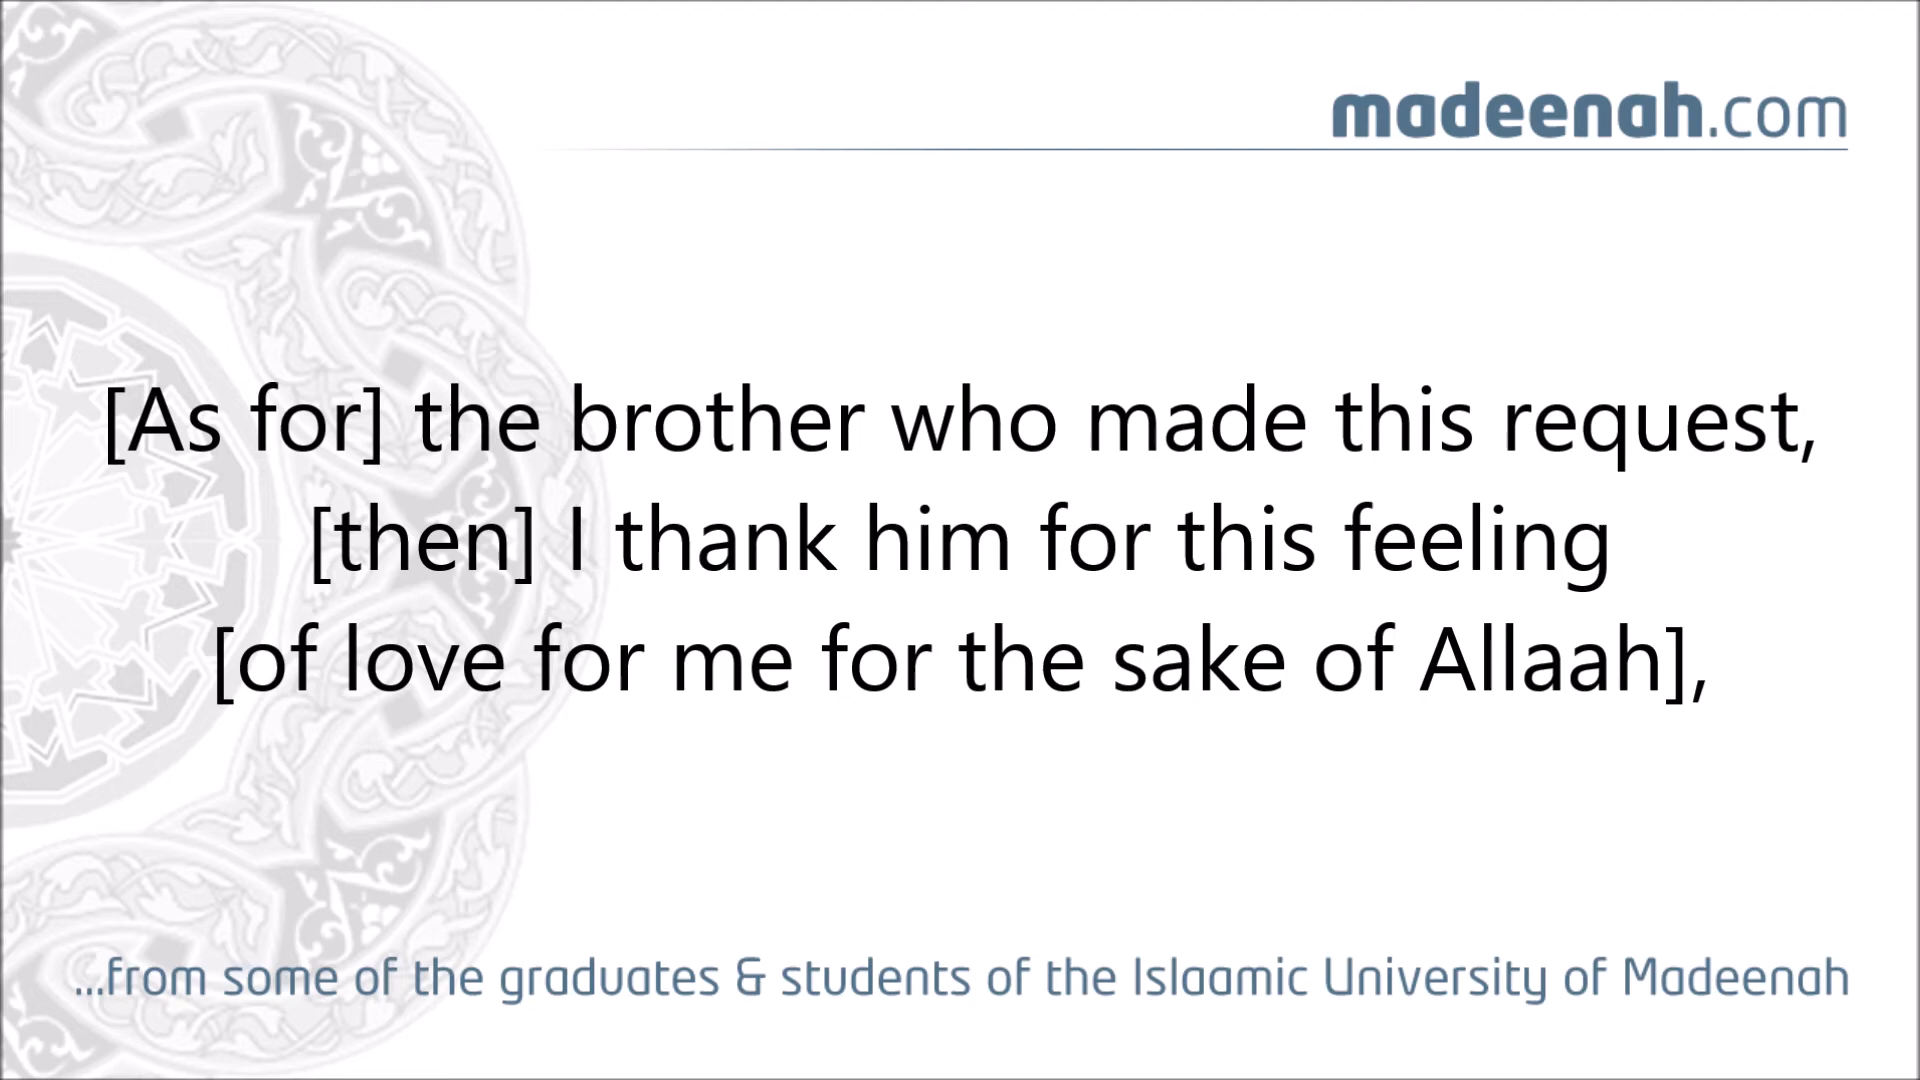 madeenah.com
[As for] the brother who made this request,
[then] I thank him for this feeling
[of love for me for the sake of Allaah],
...from some of the graduates & students of the Islaamic University of Madeenah